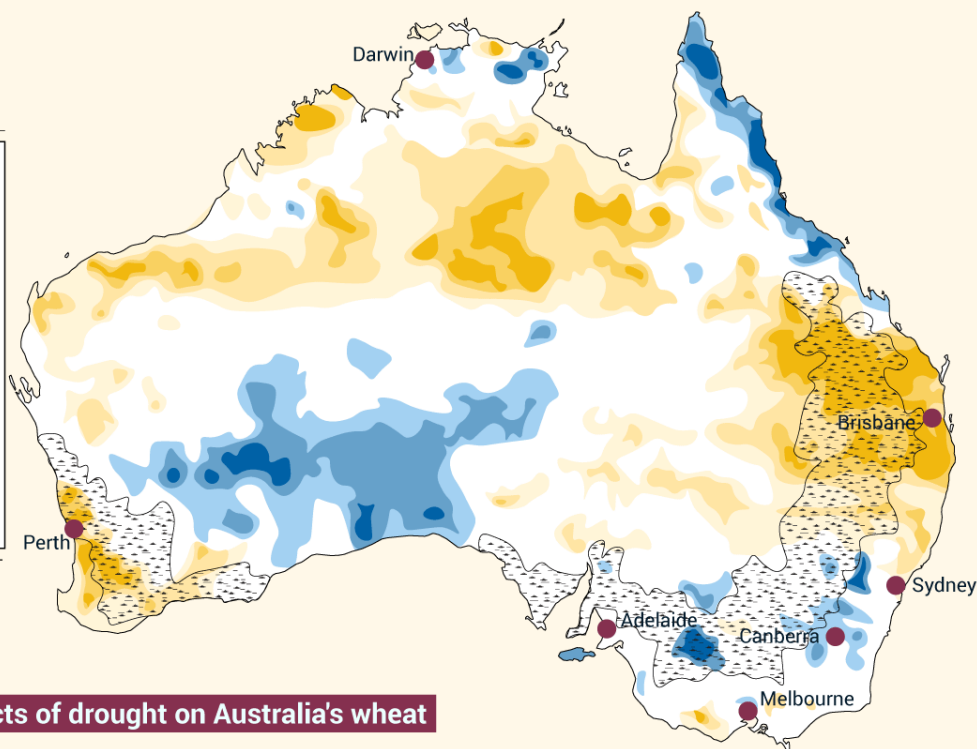 Darwin
Brisbane
Perth
Sydney
Adelaide
Canberra
Melbourne
cts of drought on Australia's wheat